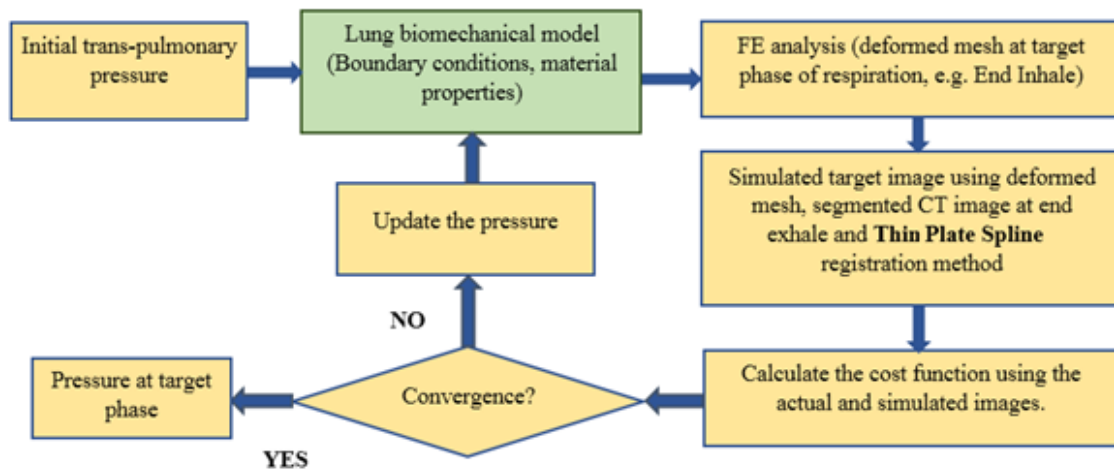 Initial trans-pulmonary
pressure
Lung biomechanical model
(Boundary conditions, material
properties)
FE analysis (deformed mesh at target
phase of respiration, e.g. End Inhale)
Simulated target image using deformed
mesh, segmented CT image at end
exhale and Thin Plate Spline
registration method
Calculate the cost function using the
actual and simulated images.
Convergence?
NO
Update the pressure
YES
Pressure at target
phase